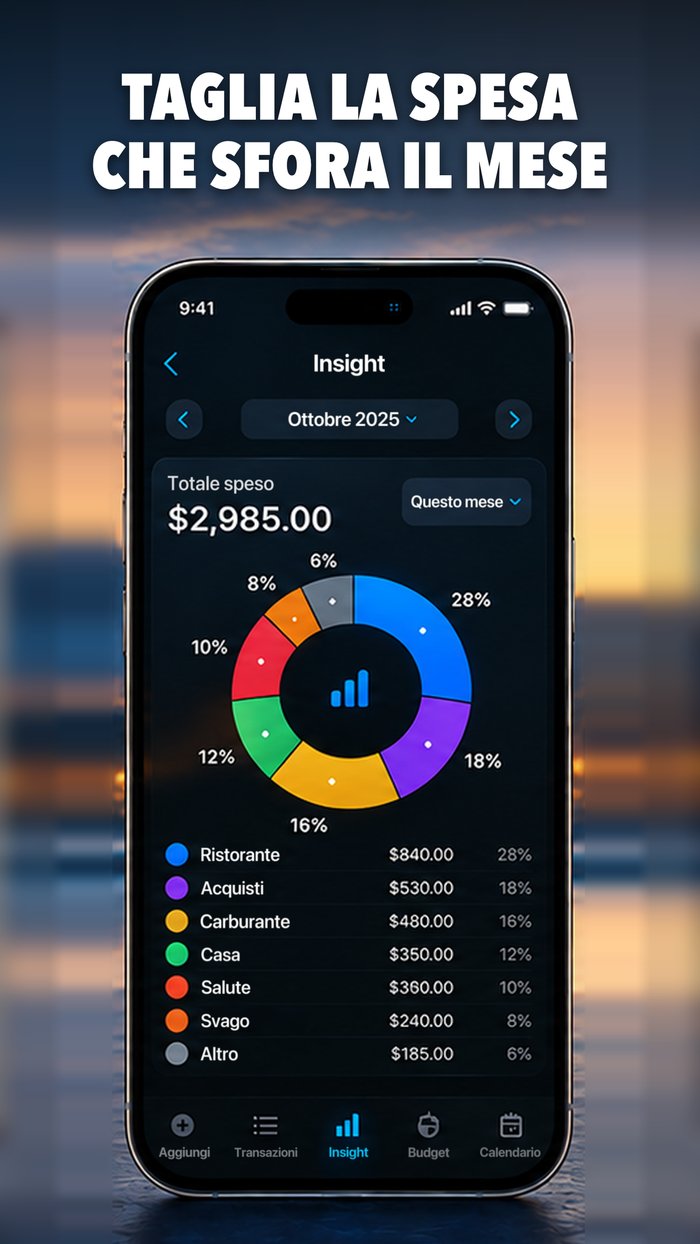 TAGLIA LA SPESA
CHE SFORA IL MESE
9:41
Insight
Ottobre 2025
Totale speso
$2,985.00
Questo mese
6%
8%
28%
10%
12%
18%
16%
Ristorante $840.00 28%
Acquisti $530.00 18%
Carburante $480.00 16%
Casa $350.00 12%
Salute $360.00 10%
Svago $240.00 8%
Altro $185.00 6%
Aggiungi Transazioni Insight Budget Calendario